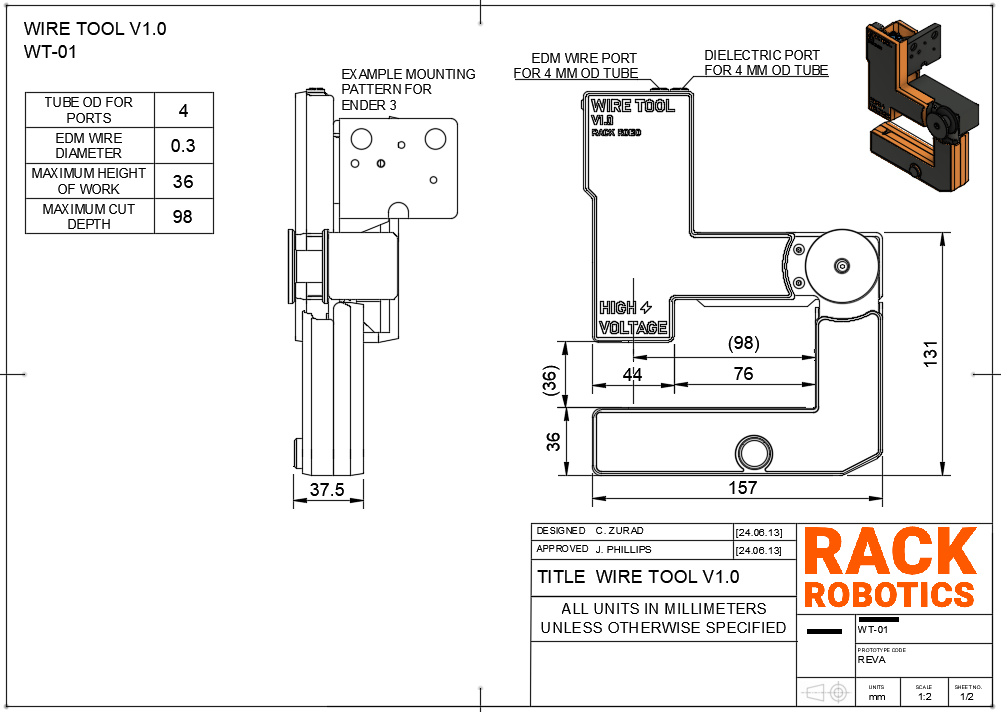 WIRE TOOL V1.0
WT-01
TUBE OD FOR
PORTS
4
EDM WIRE
DIAMETER
0.3
MAXIMUM HEIGHT
OF WORK
36
MAXIMUM CUT
DEPTH
98
EXAMPLE MOUNTING
PATTERN FOR
ENDER 3
EDM WIRE PORT
FOR 4 MM OD TUBE
DIELECTRIC PORT
FOR 4 MM OD TUBE
WIRE TOOL
V1.0
RACK ROBO
HIGH
VOLTAGE
(98)
44
76
(36)
36
131
157
37.5
DESIGNED C. ZURAD [24.06.13]
APPROVED J. PHILLIPS [24.06.13]
TITLE WIRE TOOL V1.0
ALL UNITS IN MILLIMETERS
UNLESS OTHERWISE SPECIFIED
RACK
ROBOTICS
WT-01
PROTOTYPE CODE
REVA
UNITS
mm
SCALE
1:2
SHEET NO.
1/2